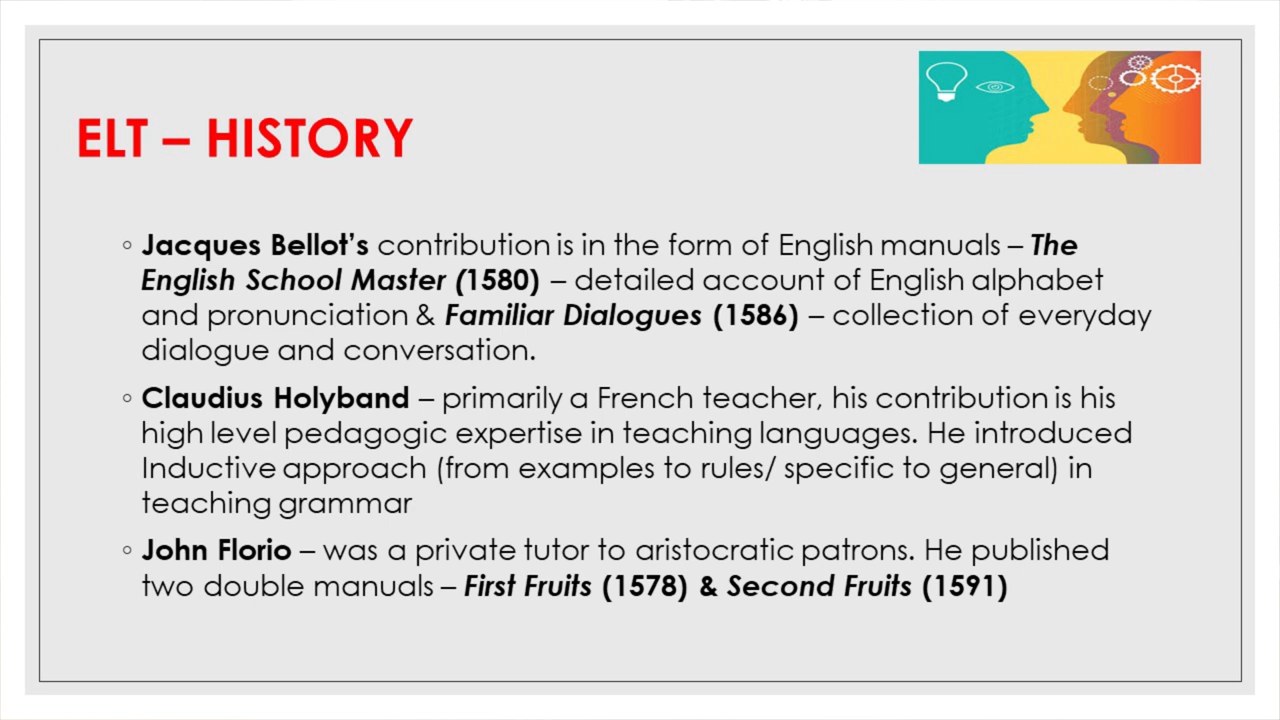 ELT – HISTORY
◦ Jacques Bellot’s contribution is in the form of English manuals – The
English School Master (1580) – detailed account of English alphabet
and pronunciation & Familiar Dialogues (1586) – collection of everyday
dialogue and conversation.
◦ Claudius Holyband – primarily a French teacher, his contribution is his
high level pedagogic expertise in teaching languages. He introduced
Inductive approach (from examples to rules/ specific to general) in
teaching grammar
◦ John Florio – was a private tutor to aristocratic patrons. He published
two double manuals – First Fruits (1578) & Second Fruits (1591)